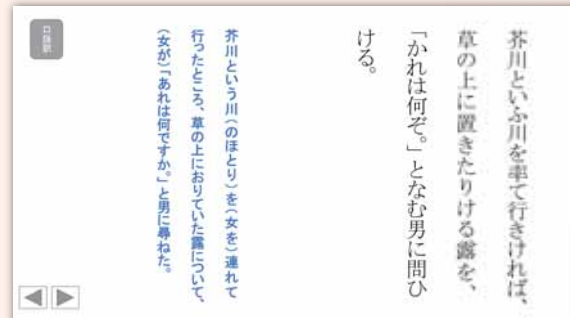 芥川といふ川を率て行きければ、
草の上に置きたりける露を、
「かれは何ぞ。」となむ男に問ひ
ける。
芥川という川(のほとり)を(女を)連れて
行ったところ、草の上におりていた露について、
(女が)「あれは何ですか。」と男に尋ねた。
口語訳